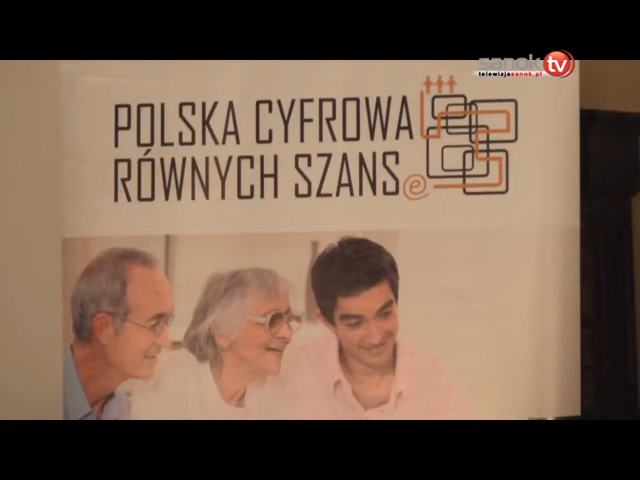 sanok tv
telewizjasanok.pl
POLSKA CYFROWA
RÓWNYCH SZANS
e